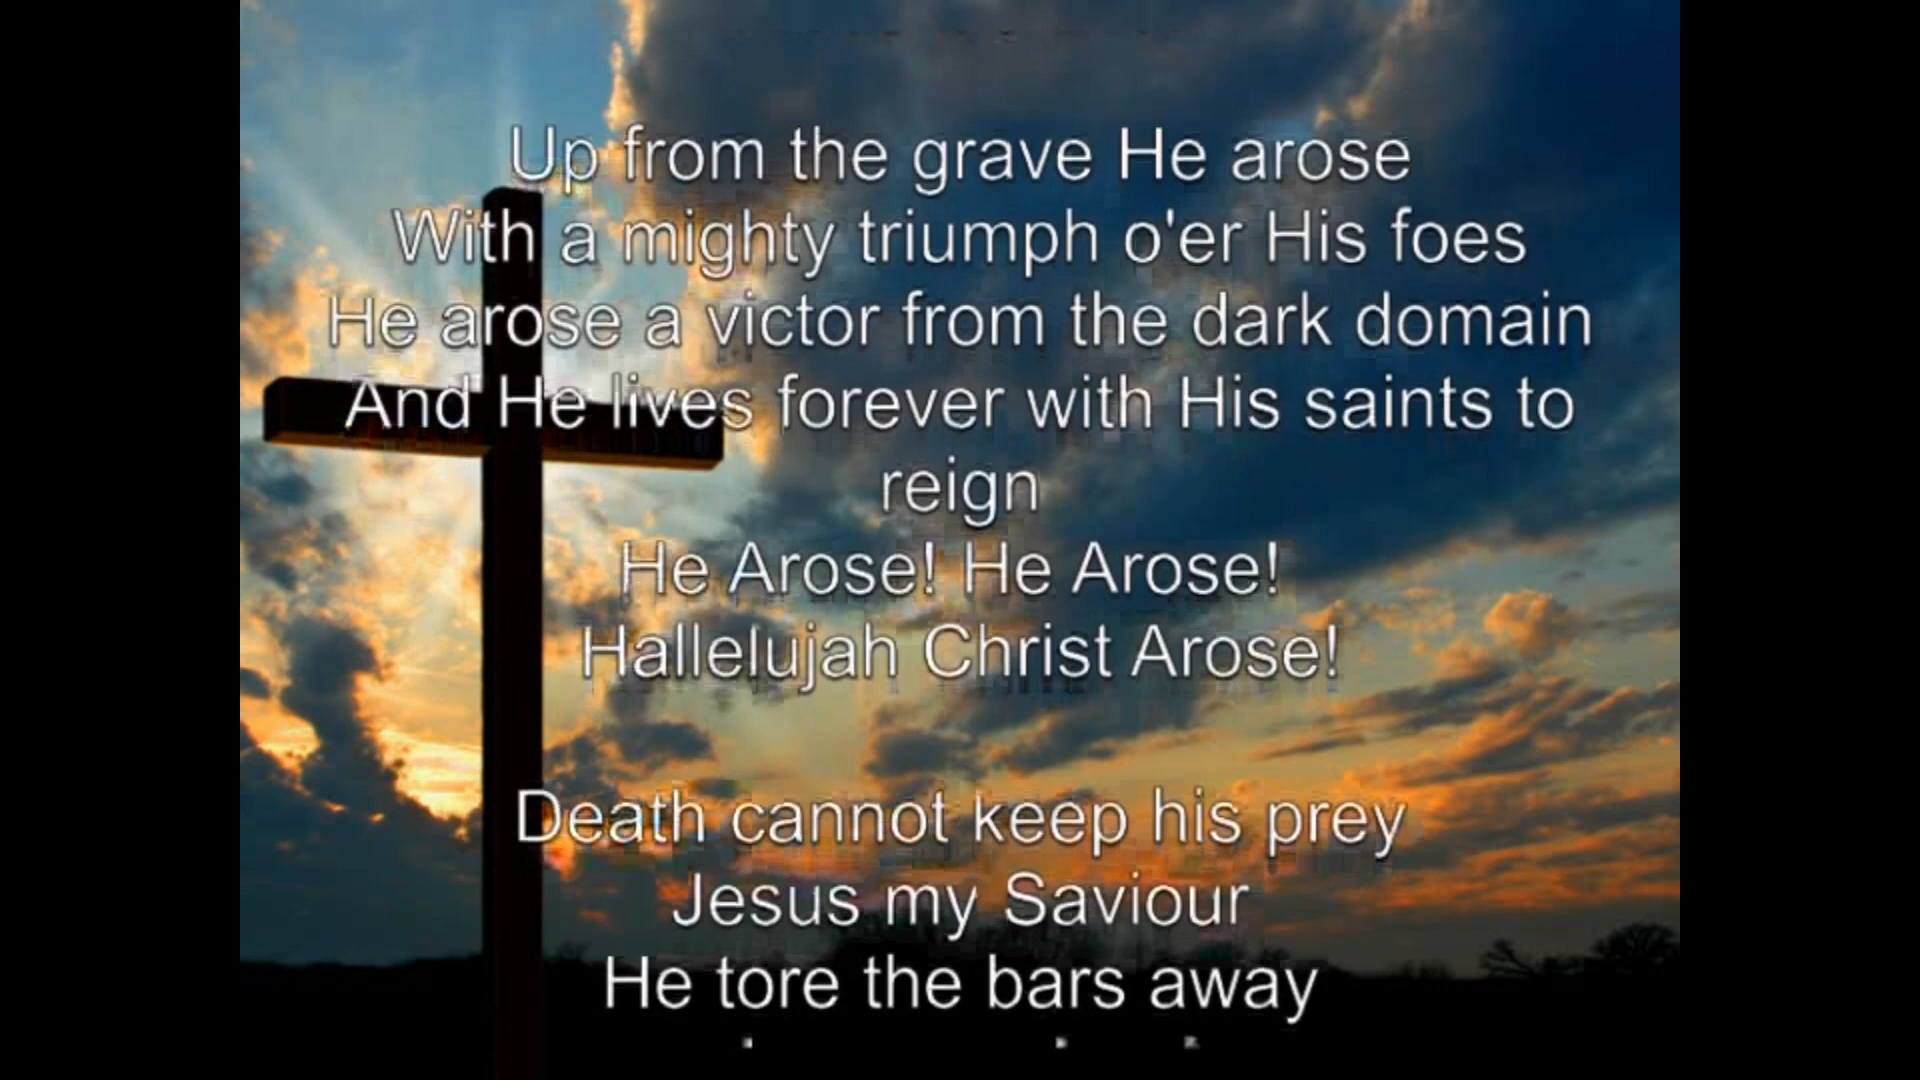 Up from the grave He arose
With a mighty triumph o'er His foes
He arose a victor from the dark domain
And He lives forever with His saints to
reign
He Arose! He Arose!
Hallelujah Christ Arose!
Death cannot keep his prey
Jesus my Saviour
He tore the bars away